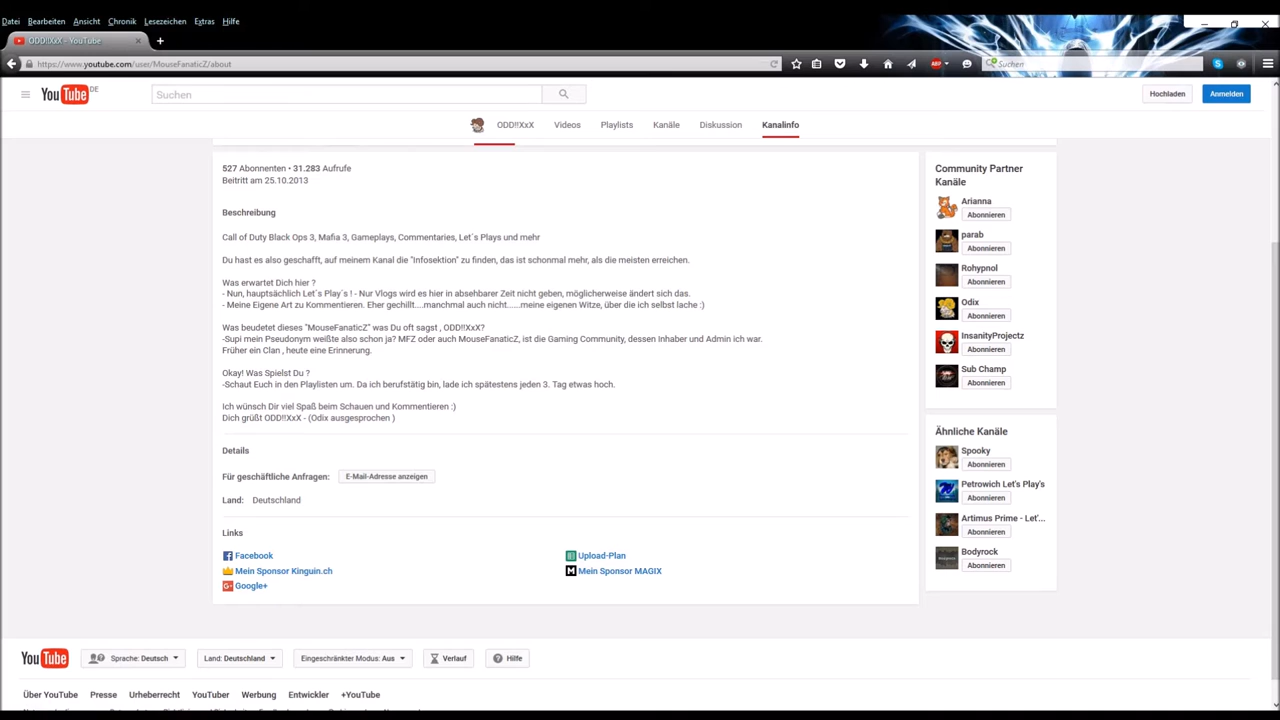 Datei Bearbeiten Ansicht Chronik Lesezeichen Extras Hilfe
ODD!!XxX - YouTube
https://www.youtube.com/user/MouseFanaticZ/about
Suchen
YouTube DE
Suchen
Hochladen
Anmelden
ODD!!XxX Videos Playlists Kanäle Diskussion Kanalinfo
527 Abonnenten • 31.283 Aufrufe
Beitritt am 25.10.2013
Beschreibung
Call of Duty Black Ops 3, Mafia 3, Gameplays, Commentaries, Let´s Plays und mehr
Du hast es also geschafft, auf meinem Kanal die "Infosektion" zu finden, das ist schonmal mehr, als die meisten erreichen.
Was erwartet Dich hier ?
- Nun, hauptsächlich Let´s Play´s ! - Nur Vlogs wird es hier in absehbarer Zeit nicht geben, möglicherweise ändert sich das.
- Meine Eigene Art zu Kommentieren. Eher gechillt....manchmal auch nicht......meine eigenen Witze, über die ich selbst lache :)
Was beudetet dieses "MouseFanaticZ" was Du oft sagst , ODD!!XxX?
-Supi mein Pseudonym weißte also schon ja? MFZ oder auch MouseFanaticZ, ist die Gaming Community, dessen Inhaber und Admin ich war.
Früher ein Clan , heute eine Erinnerung.
Okay! Was Spielst Du ?
-Schaut Euch in den Playlisten um. Da ich berufstätig bin, lade ich spätestens jeden 3. Tag etwas hoch.
Ich wünsch Dir viel Spaß beim Schauen und Kommentieren :)
Dich grüßt ODD!!XxX - (Odix ausgesprochen )
Details
Für geschäftliche Anfragen: E-Mail-Adresse anzeigen
Land: Deutschland
Links
Facebook
Upload-Plan
Mein Sponsor Kinguin.ch
Mein Sponsor MAGIX
Google+
Community Partner
Kanäle
Arianna
Abonnieren
parab
Abonnieren
Rohypnol
Abonnieren
Odix
Abonnieren
InsanityProjectz
Abonnieren
Sub Champ
Abonnieren
Ähnliche Kanäle
Spooky
Abonnieren
Petrowich Let's Play's
Abonnieren
Artimus Prime - Let'...
Abonnieren
Bodyrock
Abonnieren
YouTube Sprache: Deutsch Land: Deutschland Eingeschränkter Modus: Aus Verlauf Hilfe
Über YouTube Presse Urheberrecht YouTuber Werbung Entwickler +YouTube